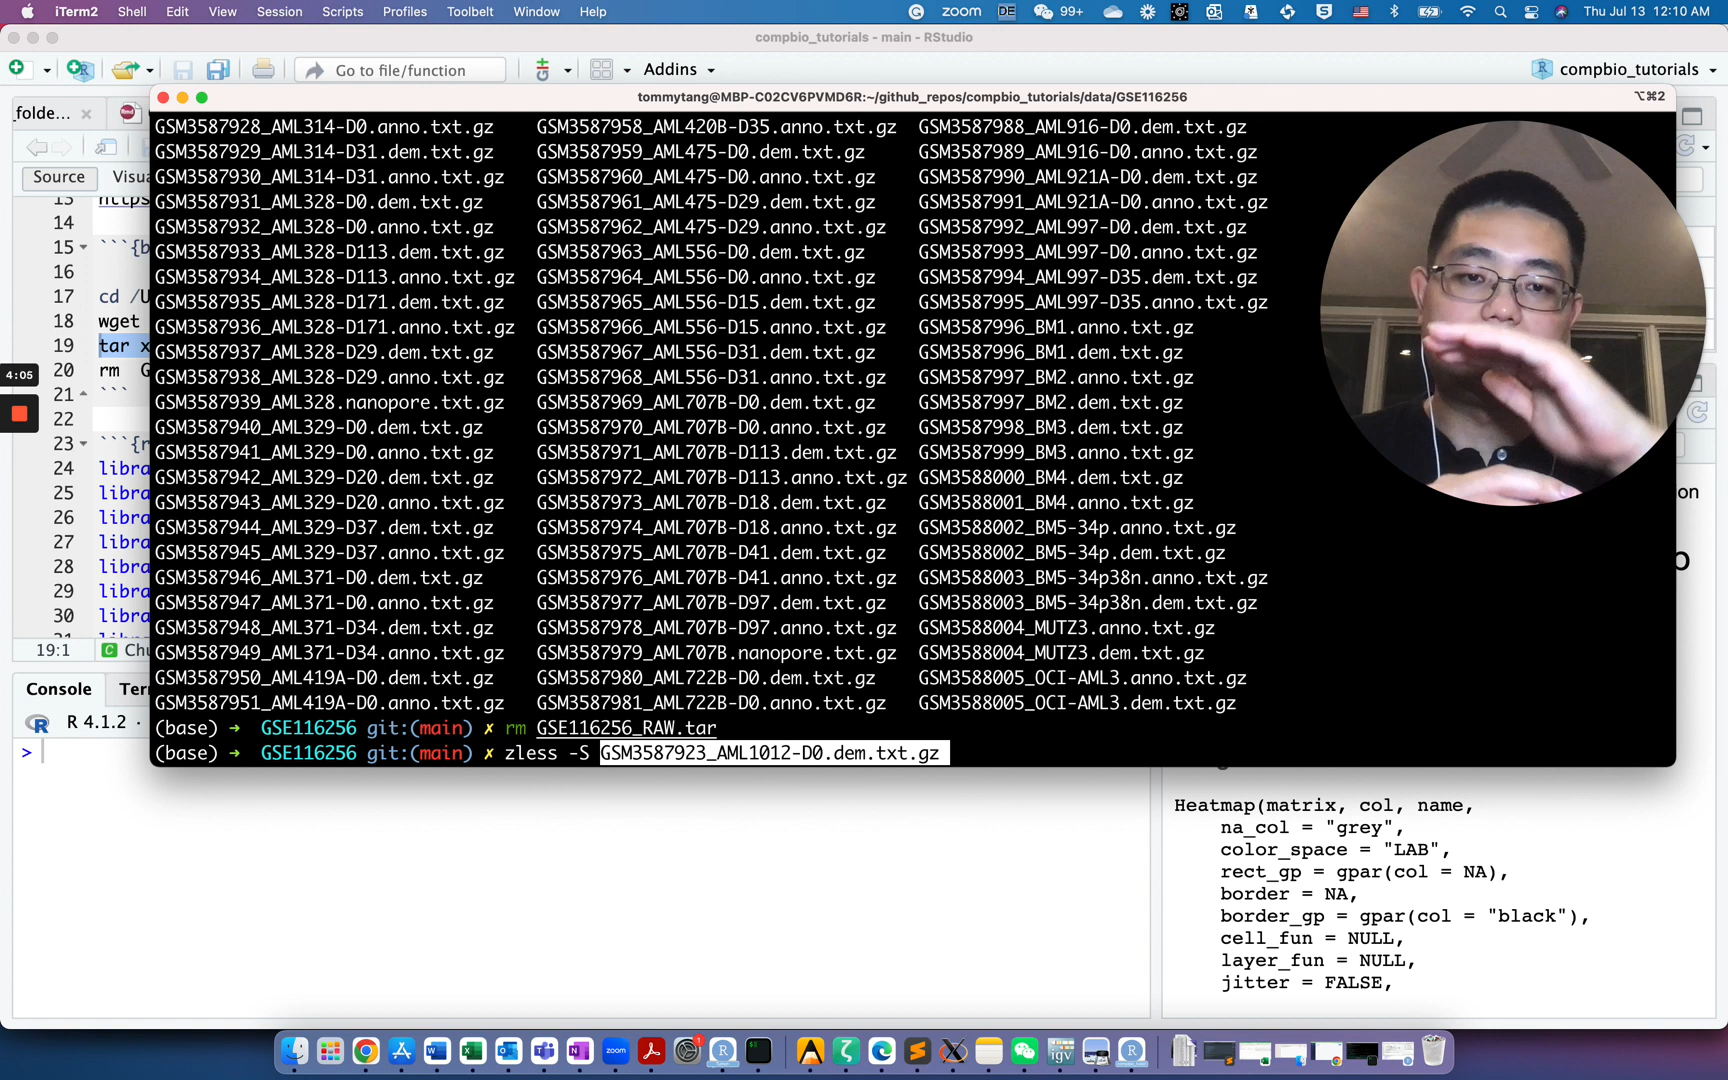 iTerm2 Shell Edit View Session Scripts Profiles Toolbelt Window Help
zoom DE 99+ Thu Jul 13 12:10 AM
compbio_tutorials - main - RStudio
Go to file/function Addins compbio_tutorials
_folde...
Source Visua
tommytang@MBP-C02CV6PVMD6R:~/github_repos/compbio_tutorials/data/GSE116256 ⌥⌘2
GSM3587928_AML314-D0.anno.txt.gz GSM3587958_AML420B-D35.anno.txt.gz GSM3587988_AML916-D0.dem.txt.gz
GSM3587929_AML314-D31.dem.txt.gz GSM3587959_AML475-D0.dem.txt.gz GSM3587989_AML916-D0.anno.txt.gz
GSM3587930_AML314-D31.anno.txt.gz GSM3587960_AML475-D0.anno.txt.gz GSM3587990_AML921A-D0.dem.txt.gz
GSM3587931_AML328-D0.dem.txt.gz GSM3587961_AML475-D29.dem.txt.gz GSM3587991_AML921A-D0.anno.txt.gz
GSM3587932_AML328-D0.anno.txt.gz GSM3587962_AML475-D29.anno.txt.gz GSM3587992_AML997-D0.dem.txt.gz
GSM3587933_AML328-D113.dem.txt.gz GSM3587963_AML556-D0.dem.txt.gz GSM3587993_AML997-D0.anno.txt.gz
GSM3587934_AML328-D113.anno.txt.gz GSM3587964_AML556-D0.anno.txt.gz GSM3587994_AML997-D35.dem.txt.gz
GSM3587935_AML328-D171.dem.txt.gz GSM3587965_AML556-D15.dem.txt.gz GSM3587995_AML997-D35.anno.txt.gz
GSM3587936_AML328-D171.anno.txt.gz GSM3587966_AML556-D15.anno.txt.gz GSM3587996_BM1.anno.txt.gz
GSM3587937_AML328-D29.dem.txt.gz GSM3587967_AML556-D31.dem.txt.gz GSM3587996_BM1.dem.txt.gz
GSM3587938_AML328-D29.anno.txt.gz GSM3587968_AML556-D31.anno.txt.gz GSM3587997_BM2.anno.txt.gz
GSM3587939_AML328.nanopore.txt.gz GSM3587969_AML707B-D0.dem.txt.gz GSM3587997_BM2.dem.txt.gz
GSM3587940_AML329-D0.dem.txt.gz GSM3587970_AML707B-D0.anno.txt.gz GSM3587998_BM3.dem.txt.gz
GSM3587941_AML329-D0.anno.txt.gz GSM3587971_AML707B-D113.dem.txt.gz GSM3587999_BM3.anno.txt.gz
GSM3587942_AML329-D20.dem.txt.gz GSM3587972_AML707B-D113.anno.txt.gz GSM3588000_BM4.dem.txt.gz
GSM3587943_AML329-D20.anno.txt.gz GSM3587973_AML707B-D18.dem.txt.gz GSM3588001_BM4.anno.txt.gz
GSM3587944_AML329-D37.dem.txt.gz GSM3587974_AML707B-D18.anno.txt.gz GSM3588002_BM5-34p.anno.txt.gz
GSM3587945_AML329-D37.anno.txt.gz GSM3587975_AML707B-D41.dem.txt.gz GSM3588002_BM5-34p.dem.txt.gz
GSM3587946_AML371-D0.dem.txt.gz GSM3587976_AML707B-D41.anno.txt.gz GSM3588003_BM5-34p38n.anno.txt.gz
GSM3587947_AML371-D0.anno.txt.gz GSM3587977_AML707B-D97.dem.txt.gz GSM3588003_BM5-34p38n.dem.txt.gz
GSM3587948_AML371-D34.dem.txt.gz GSM3587978_AML707B-D97.anno.txt.gz GSM3588004_MUTZ3.anno.txt.gz
GSM3587949_AML371-D34.anno.txt.gz GSM3587979_AML707B.nanopore.txt.gz GSM3588004_MUTZ3.dem.txt.gz
GSM3587950_AML419A-D0.dem.txt.gz GSM3587980_AML722B-D0.dem.txt.gz GSM3588005_OCI-AML3.anno.txt.gz
GSM3587951_AML419A-D0.anno.txt.gz GSM3587981_AML722B-D0.anno.txt.gz GSM3588005_OCI-AML3.dem.txt.gz
(base) ➜ GSE116256 git:(main) ✗ rm GSE116256_RAW.tar
(base) ➜ GSE116256 git:(main) ✗ zless -S GSM3587923_AML1012-D0.dem.txt.gz
13 https
14
15 ```{b
16
17 cd /U
18 wget
19 tar x
20 rm G
21 ```
22
23 ```{r
24 libra
25 libra
26 libra
27 libra
28 libra
29 libra
30 libra
4:05
19:1 C Chu
Console Ter
R 4.1.2 ·
>
on
o
Heatmap(matrix, col, name,
na_col = "grey",
color_space = "LAB",
rect_gp = gpar(col = NA),
border = NA,
border_gp = gpar(col = "black"),
cell_fun = NULL,
layer_fun = NULL,
jitter = FALSE,
zoom 1 igv